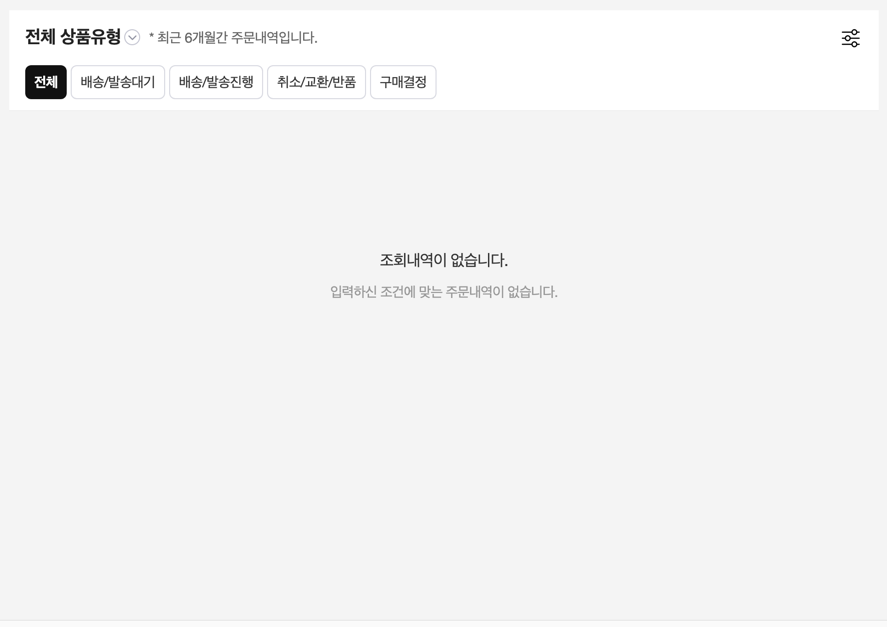 전체 상품유형 * 최근 6개월간 주문내역입니다.
전체 배송/발송대기 배송/발송진행 취소/교환/반품 구매결정
조회내역이 없습니다.
입력하신 조건에 맞는 주문내역이 없습니다.